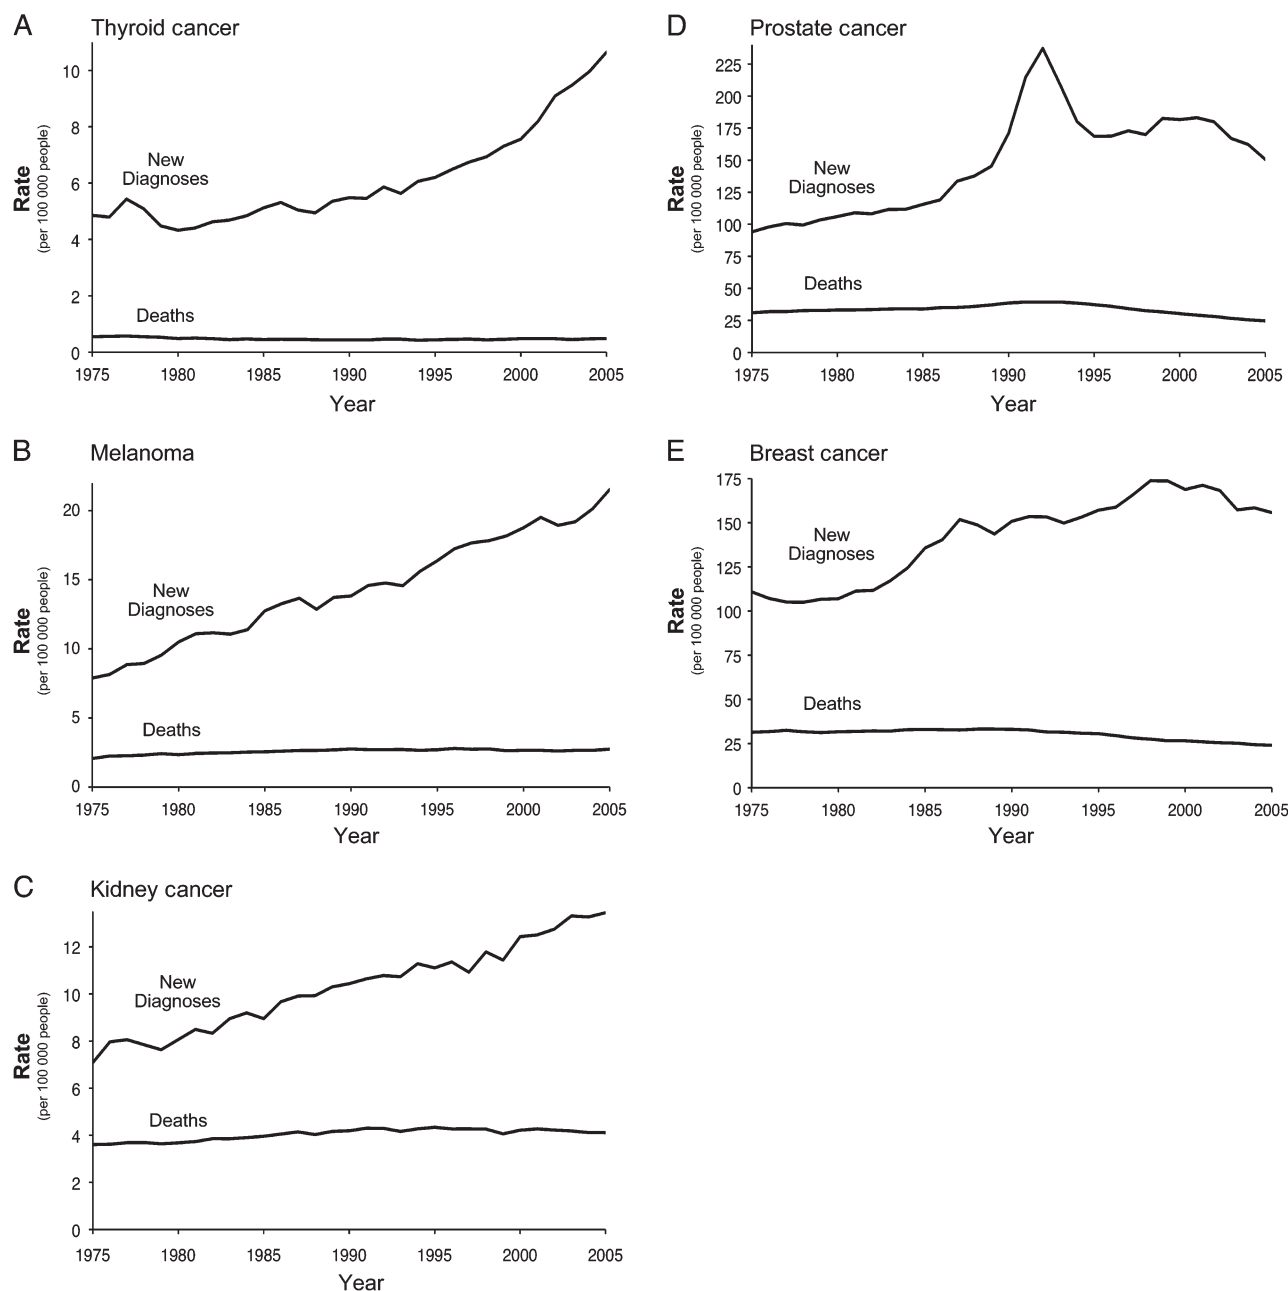 A Thyroid cancer
10
8
6
4
2
0
Rate
(per 100 000 people)
New
Diagnoses
Deaths
1975 1980 1985 1990 1995 2000 2005
Year
B Melanoma
20
15
10
5
0
Rate
(per 100 000 people)
New
Diagnoses
Deaths
1975 1980 1985 1990 1995 2000 2005
Year
C Kidney cancer
12
10
8
6
4
2
0
Rate
(per 100 000 people)
New
Diagnoses
Deaths
1975 1980 1985 1990 1995 2000 2005
Year
D Prostate cancer
225
200
175
150
125
100
75
50
25
0
Rate
(per 100 000 people)
New
Diagnoses
Deaths
1975 1980 1985 1990 1995 2000 2005
Year
E Breast cancer
175
150
125
100
75
50
25
0
Rate
(per 100 000 people)
New
Diagnoses
Deaths
1975 1980 1985 1990 1995 2000 2005
Year